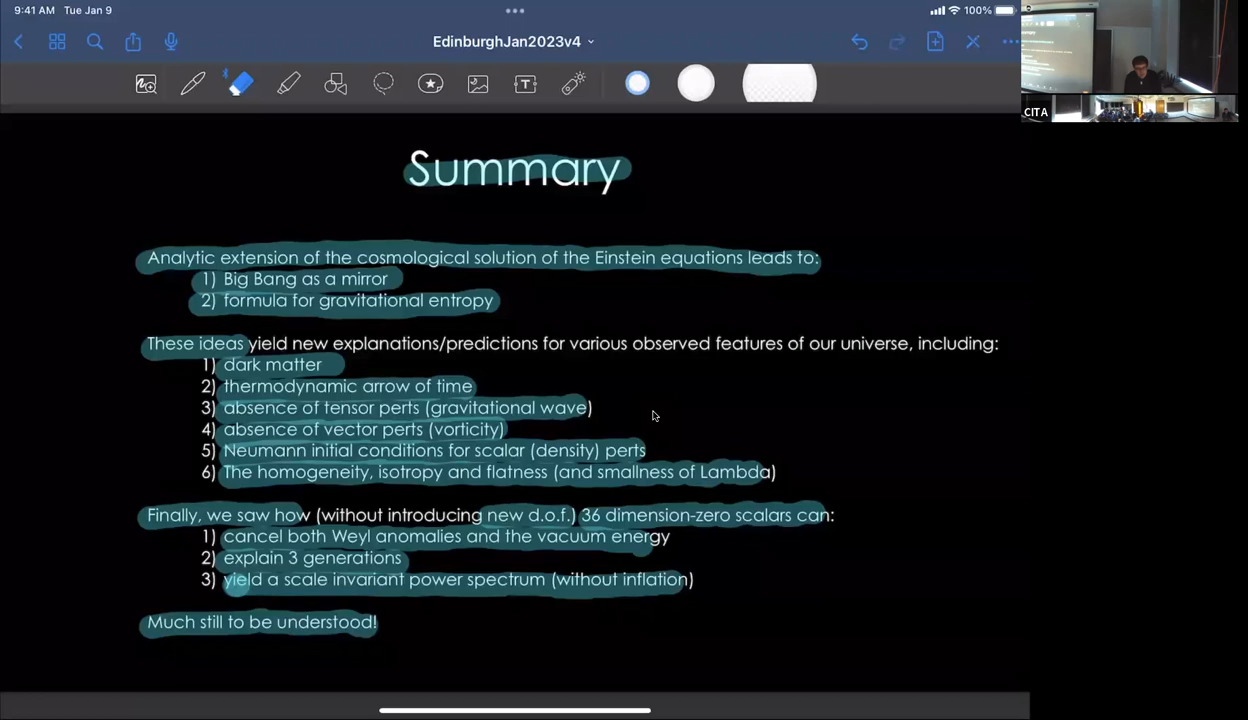 9:41 AM Tue Jan 9
100%
EdinburghJan2023v4
CITA
Summary
Analytic extension of the cosmological solution of the Einstein equations leads to:
1) Big Bang as a mirror
2) formula for gravitational entropy
These ideas yield new explanations/predictions for various observed features of our universe, including:
1) dark matter
2) thermodynamic arrow of time
3) absence of tensor perts (gravitational wave)
4) absence of vector perts (vorticity)
5) Neumann initial conditions for scalar (density) perts
6) The homogeneity, isotropy and flatness (and smallness of Lambda)
Finally, we saw how (without introducing new d.o.f.) 36 dimension-zero scalars can:
1) cancel both Weyl anomalies and the vacuum energy
2) explain 3 generations
3) yield a scale invariant power spectrum (without inflation)
Much still to be understood!